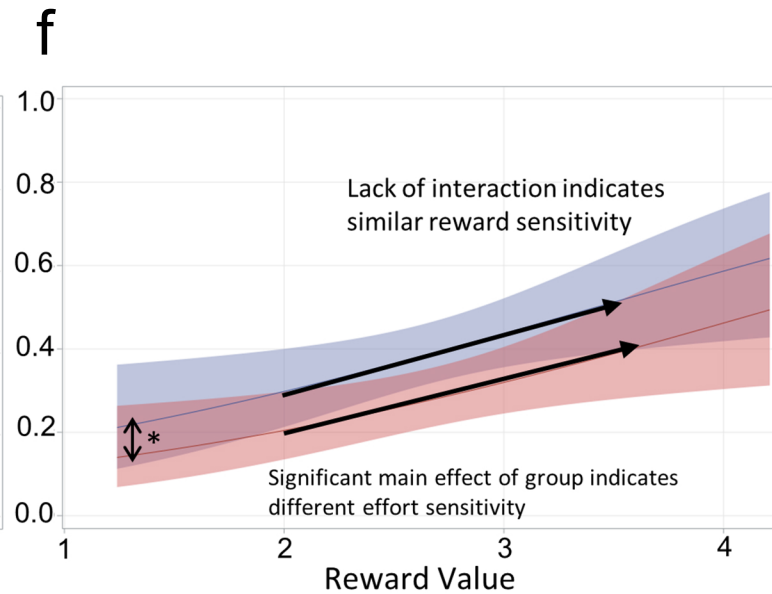 f
1.0
0.8
Lack of interaction indicates
similar reward sensitivity
0.6
0.4
0.2
*
Significant main effect of group indicates
different effort sensitivity
0.0
1 2 3 4
Reward Value